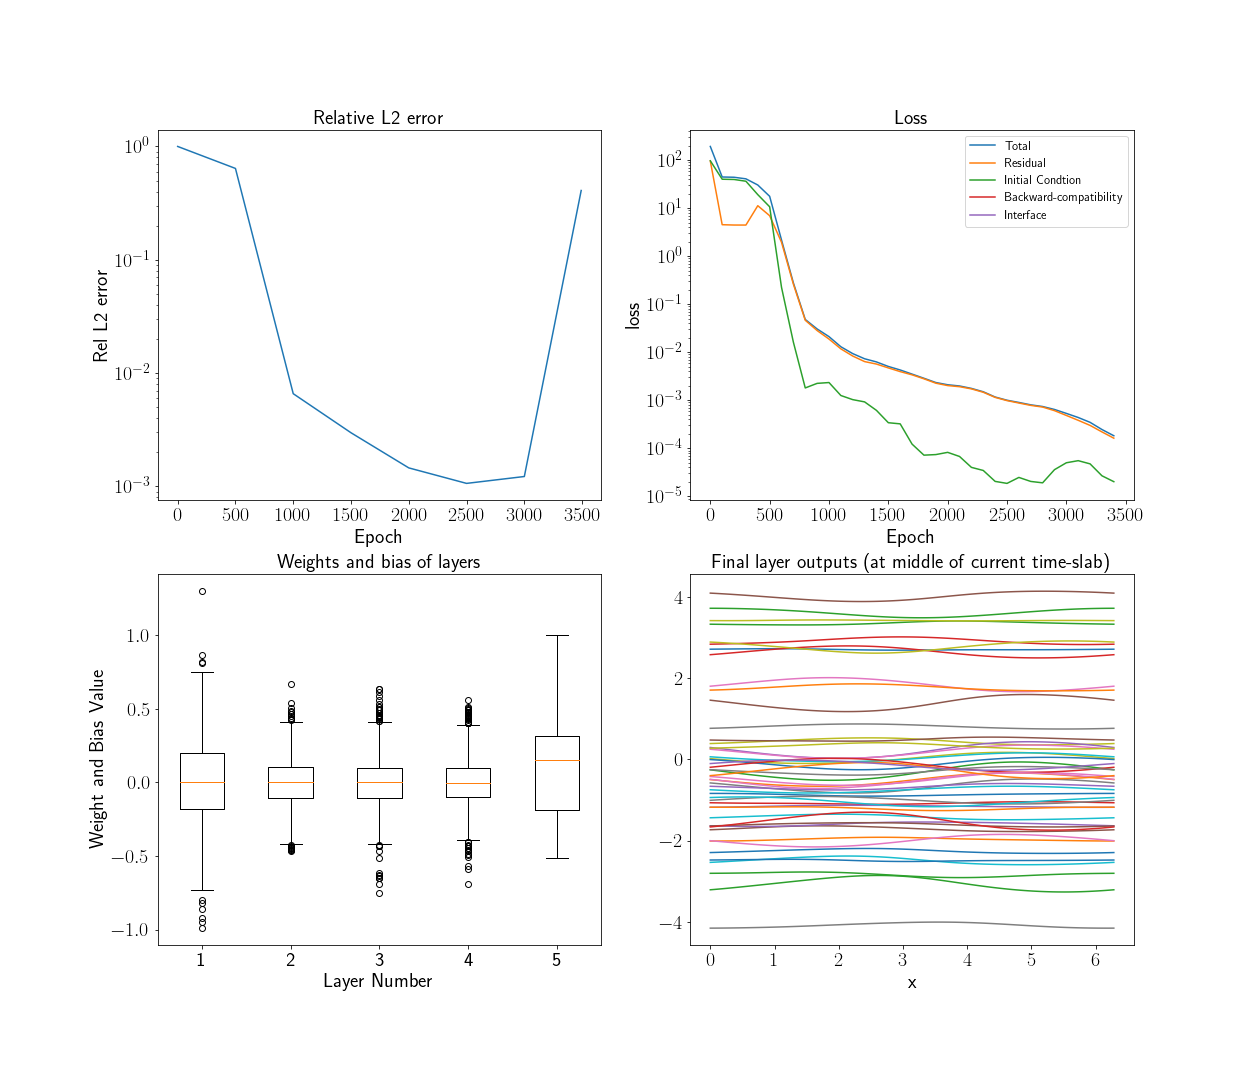 Relative L2 error
10^0
10^−1
10^−2
10^−3
Rel L2 error
0 500 1000 1500 2000 2500 3000 3500
Epoch
Loss
10^2
10^1
10^0
10^−1
10^−2
10^−3
10^−4
10^−5
loss
Total
Residual
Initial Condtion
Backward-compatibility
Interface
0 500 1000 1500 2000 2500 3000 3500
Epoch
Weights and bias of layers
1.0
0.5
0.0
−0.5
−1.0
Weight and Bias Value
1 2 3 4 5
Layer Number
Final layer outputs (at middle of current time-slab)
4
2
0
−2
−4
0 1 2 3 4 5 6
x